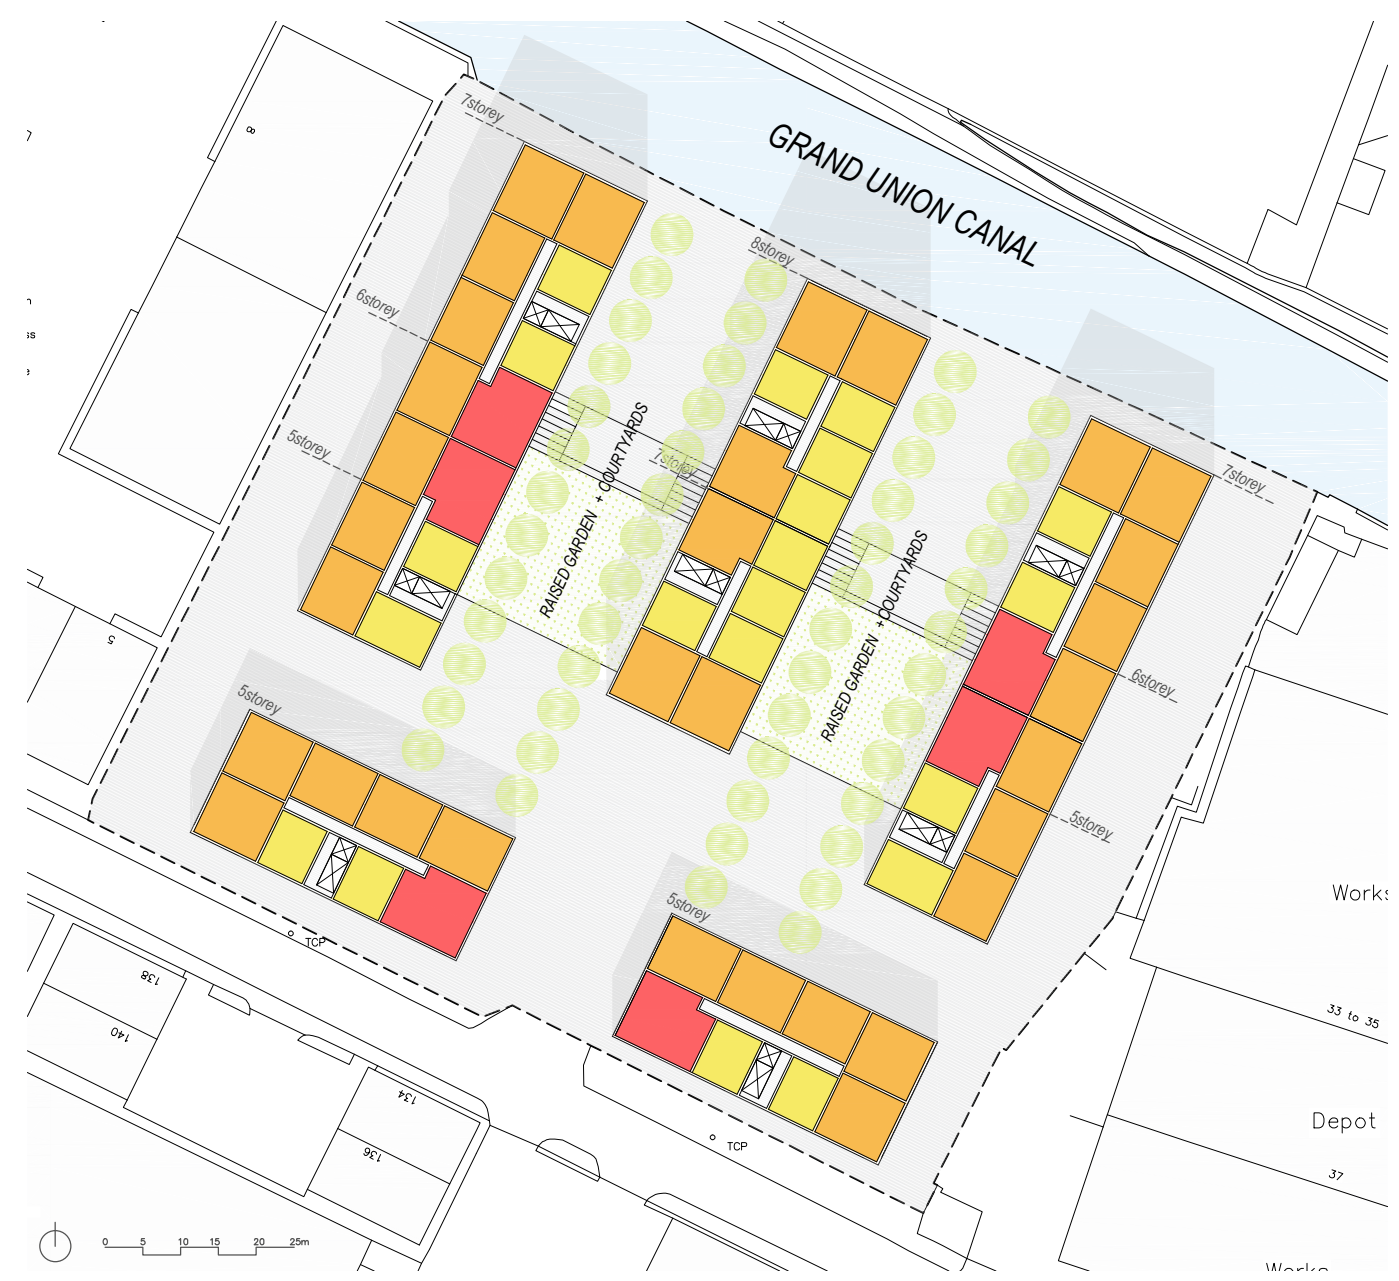 7storey
GRAND UNION CANAL
8
8storey
6storey
ss
COURTYARDS
5storey
7storey
7storey
RAISED GARDEN +
COURTYARDS
5
RAISED GARDEN +
6storey
5storey
5storey
Works
5storey
TCP
138
33 to 35
140
134
Depot
TCP
136
37
0 5 10 15 20 25m
Works